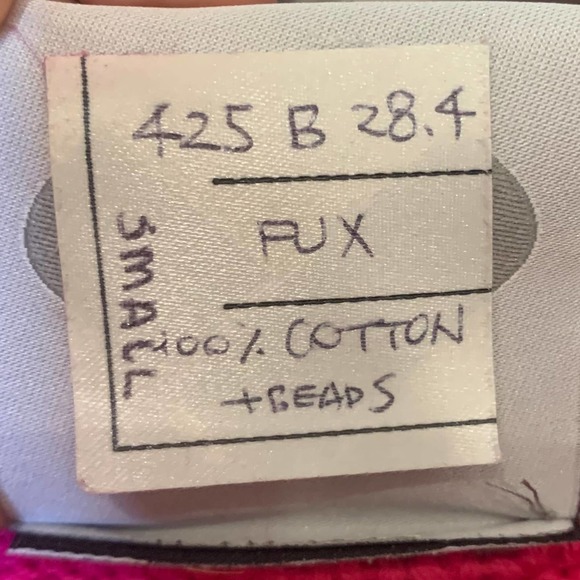 425 B 28.4
FUX
SMALL
100% COTTON
+BEADS